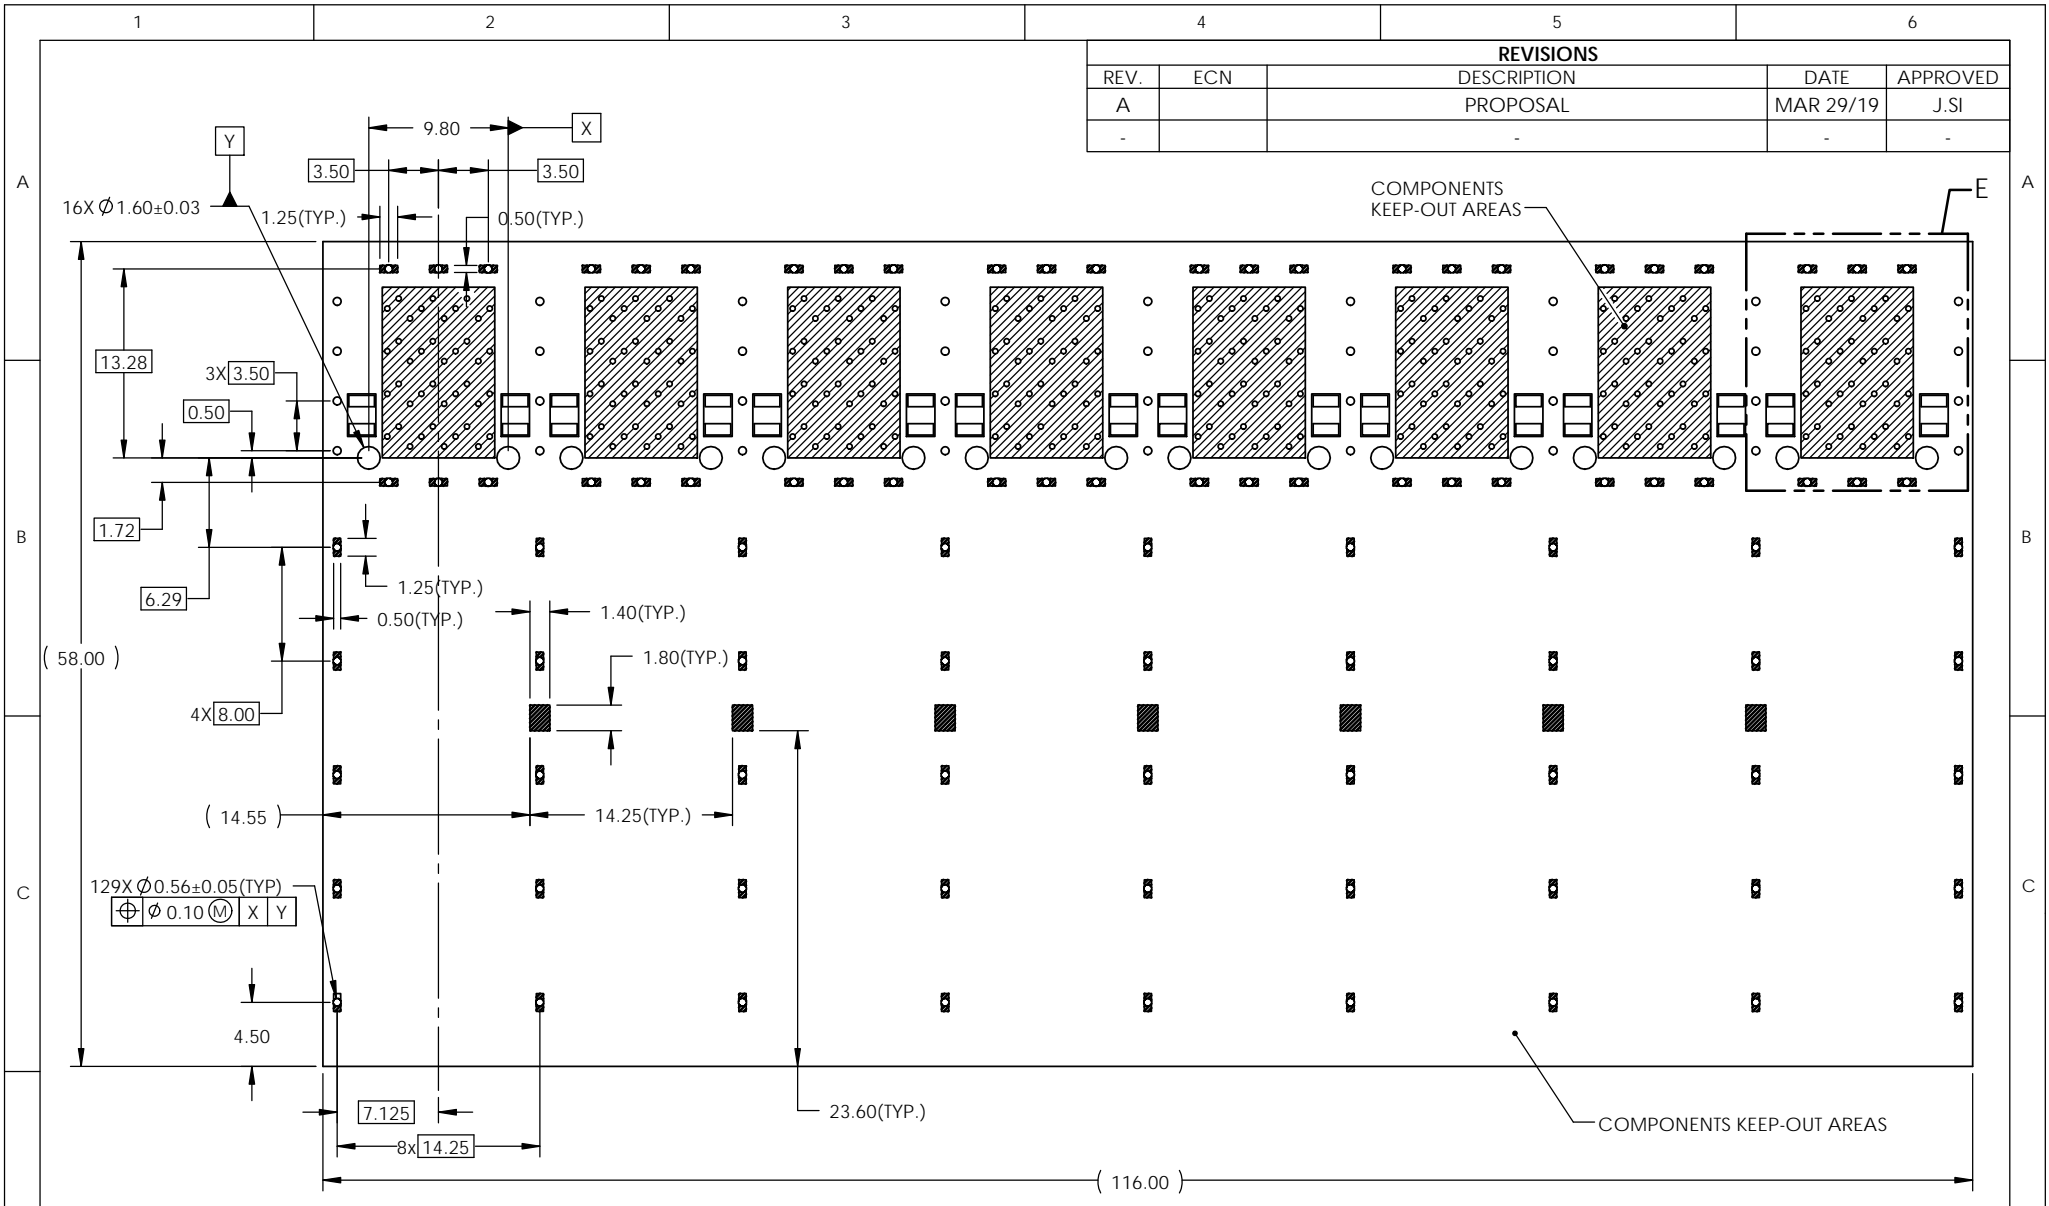 1 2 3 4 5 6
REVISIONS
REV. ECN DESCRIPTION DATE APPROVED
A PROPOSAL MAR 29/19 J.SI
- - - -
9.80 X
Y
3.50 3.50
A A
COMPONENTS
KEEP-OUT AREAS
E
16X Ø1.60±0.03
1.25(TYP.) 0.50(TYP.)
13.28
3X 3.50
0.50
1.72
B B
6.29
1.25(TYP.)
0.50(TYP.)
1.40(TYP.)
(58.00)
1.80(TYP.)
4X 8.00
(14.55) 14.25(TYP.)
129X Ø0.56±0.05(TYP)
⌖ Ø 0.10 Ⓜ X Y
C C
4.50
7.125
23.60(TYP.)
COMPONENTS KEEP-OUT AREAS
8x 14.25
(116.00)